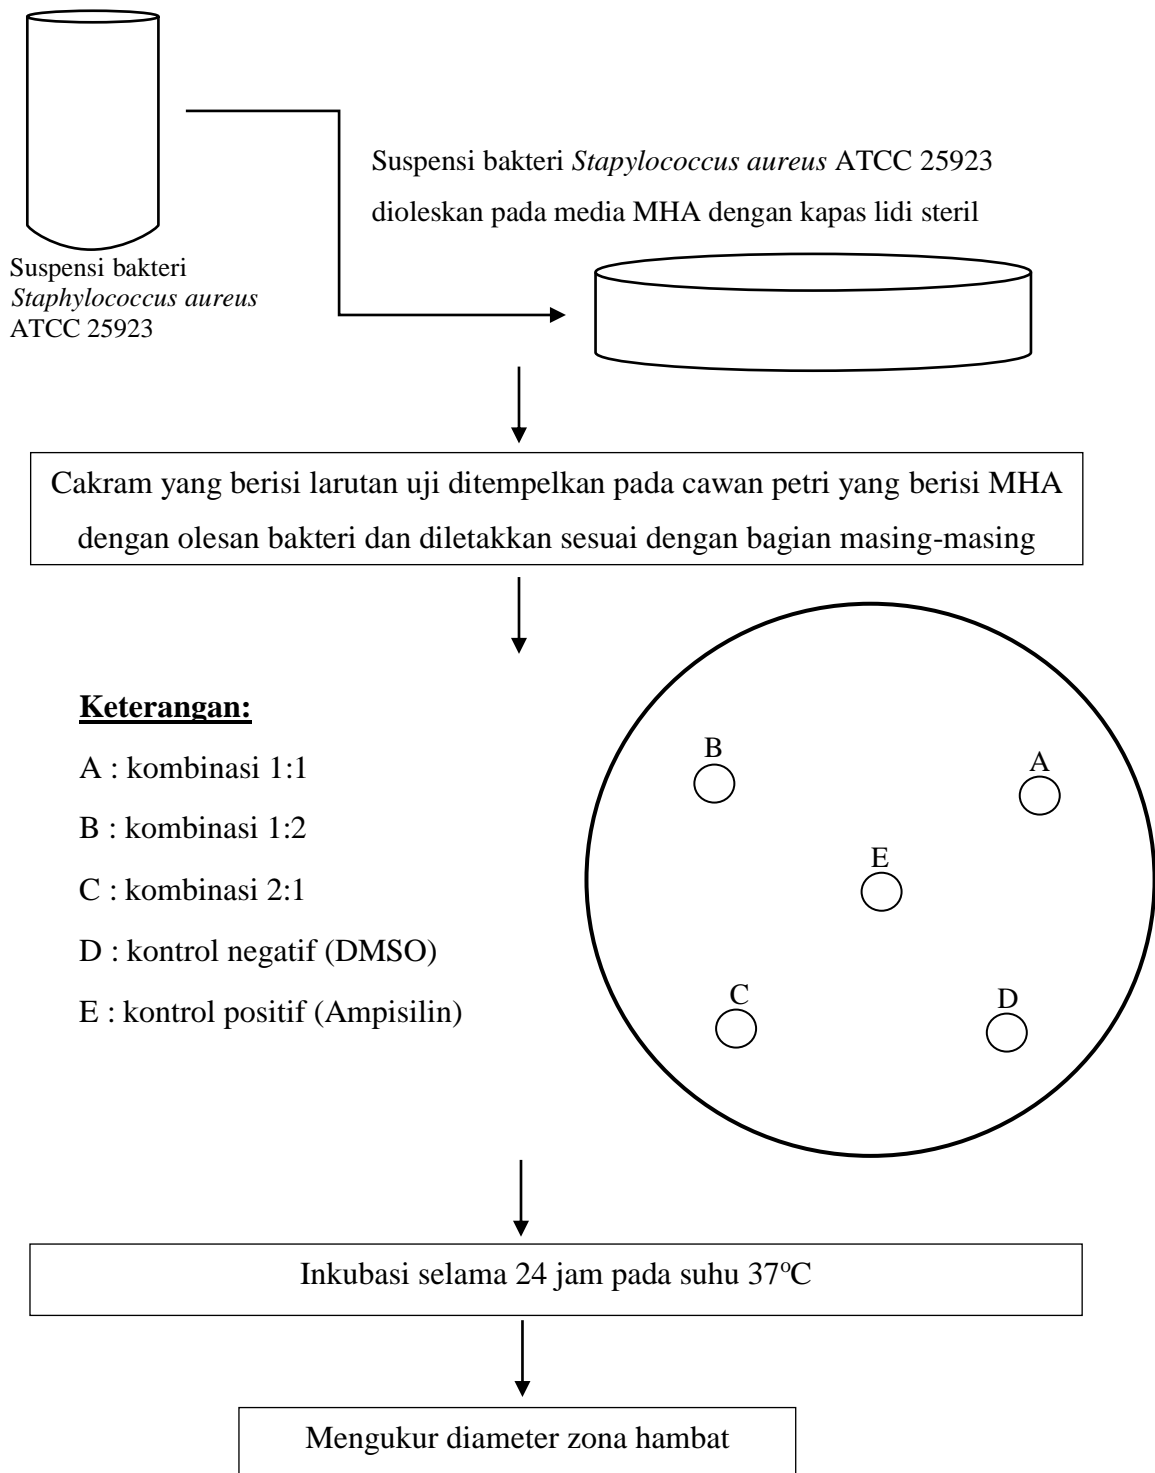 Suspensi bakteri
Staphylococcus aureus
ATCC 25923
Suspensi bakteri Stapylococcus aureus ATCC 25923
dioleskan pada media MHA dengan kapas lidi steril
Cakram yang berisi larutan uji ditempelkan pada cawan petri yang berisi MHA
dengan olesan bakteri dan diletakkan sesuai dengan bagian masing-masing
Keterangan:
A : kombinasi 1:1
B : kombinasi 1:2
C : kombinasi 2:1
D : kontrol negatif (DMSO)
E : kontrol positif (Ampisilin)
B
A
E
C
D
Inkubasi selama 24 jam pada suhu 37°C
Mengukur diameter zona hambat